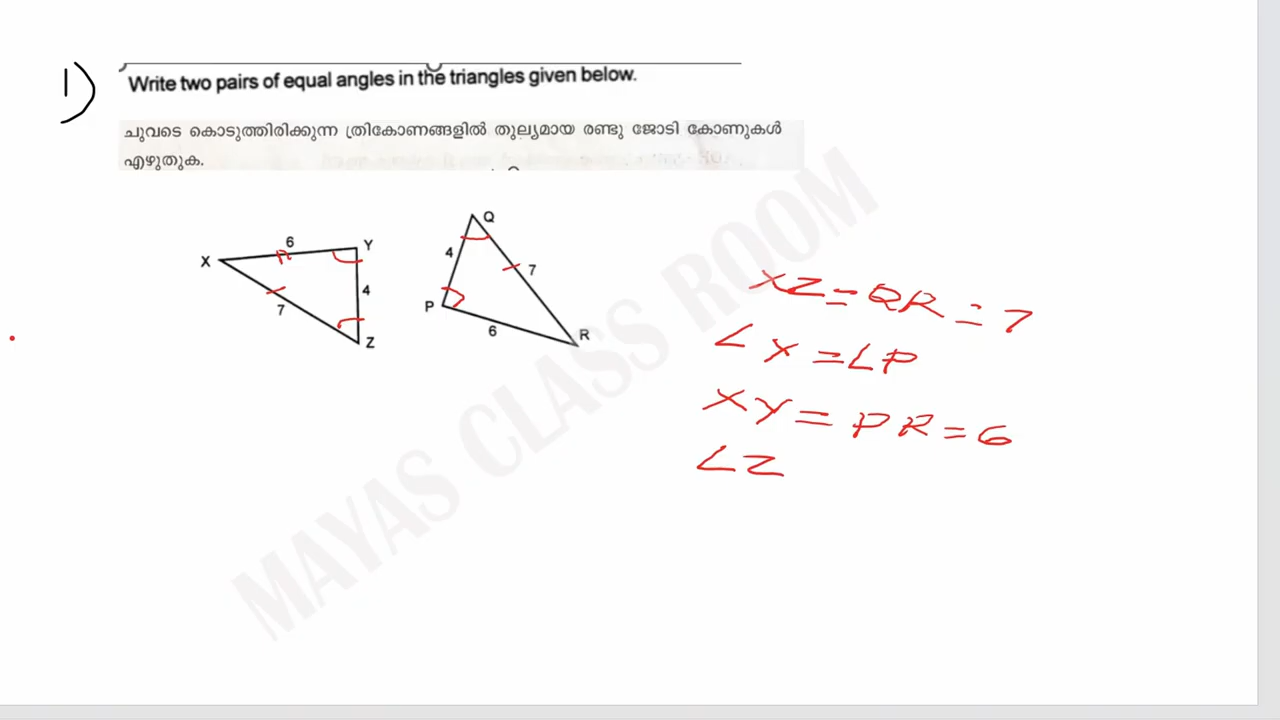 1)
Write two pairs of equal angles in the triangles given below.
ചുവടെ കൊടുത്തിരിക്കുന്ന ത്രികോണങ്ങളിൽ തുല്യമായ രണ്ടു ജോടി കോണുകൾ
എഴുതുക.
X 6 Y
4
7
Z
Q
4 7
P
6 R
XZ = QR = 7
∠X = ∠P
XY = PR = 6
∠Z
MAYAS CLASS ROOM